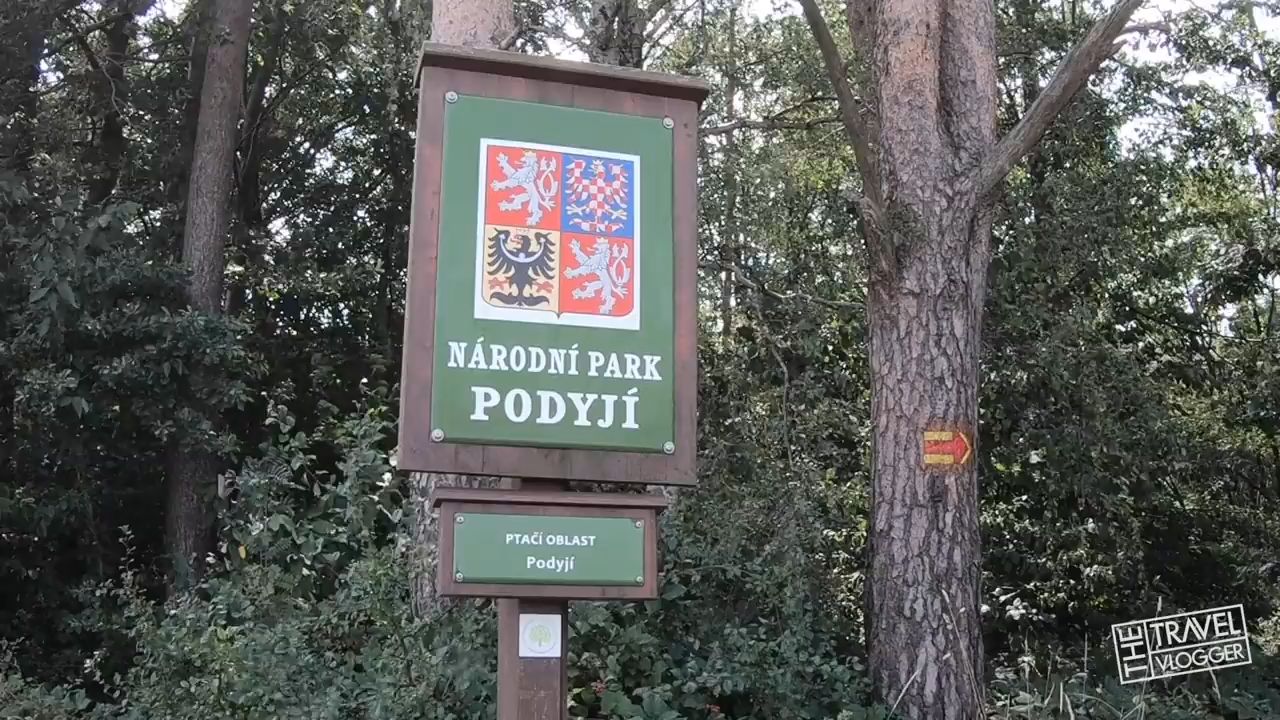 NÁRODNÍ PARK
PODYJÍ
PTAČÍ OBLAST
Podyjí
THE TRAVEL
VLOGGER